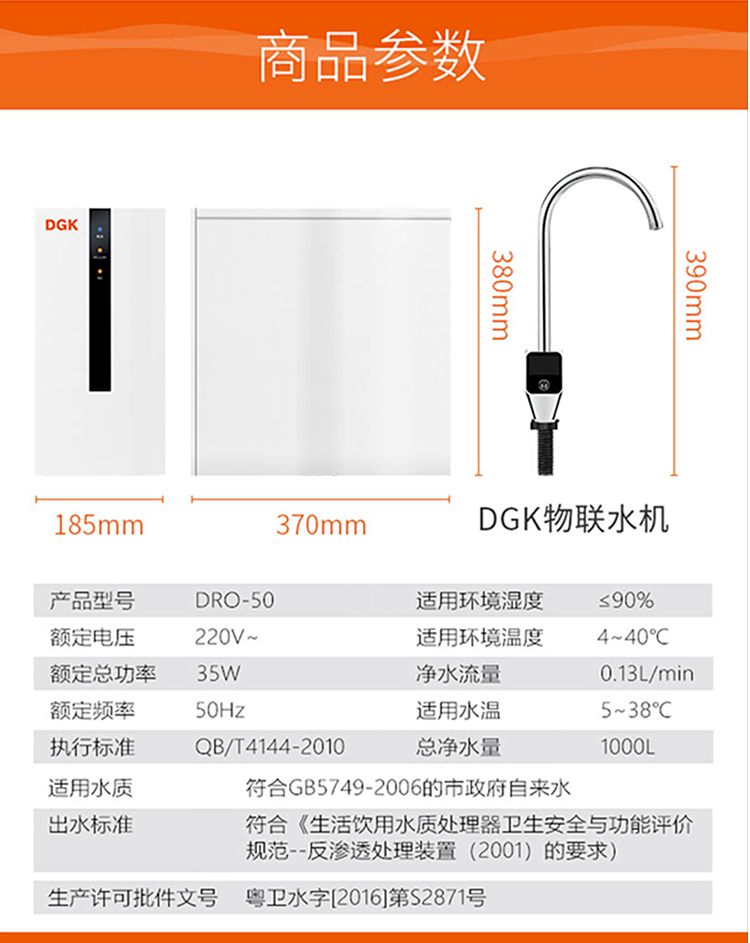 商品参数
DGK
380mm
390mm
185mm
370mm
DGK物联水机
产品型号 DRO-50 适用环境湿度 ≤90%
额定电压 220V~ 适用环境温度 4~40℃
额定总功率 35W 净水流量 0.13L/min
额定频率 50Hz 适用水温 5~38℃
执行标准 QB/T4144-2010 总净水量 1000L
适用水质 符合GB5749-2006的市政府自来水
出水标准 符合《生活饮用水质处理器卫生安全与功能评价
规范--反渗透处理装置（2001）的要求）
生产许可批件文号 粤卫水字[2016]第S2871号